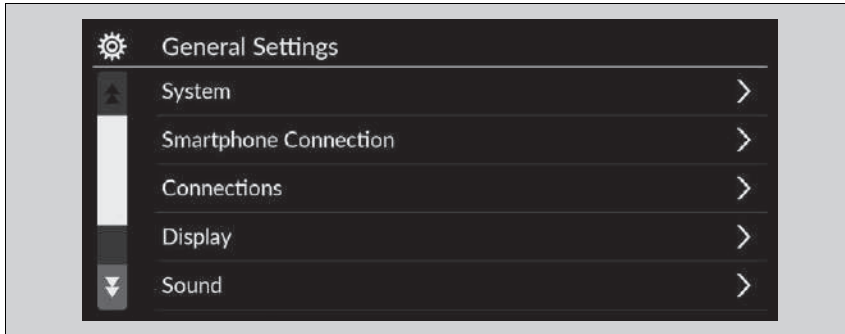 General Settings
System
Smartphone Connection
Connections
Display
Sound